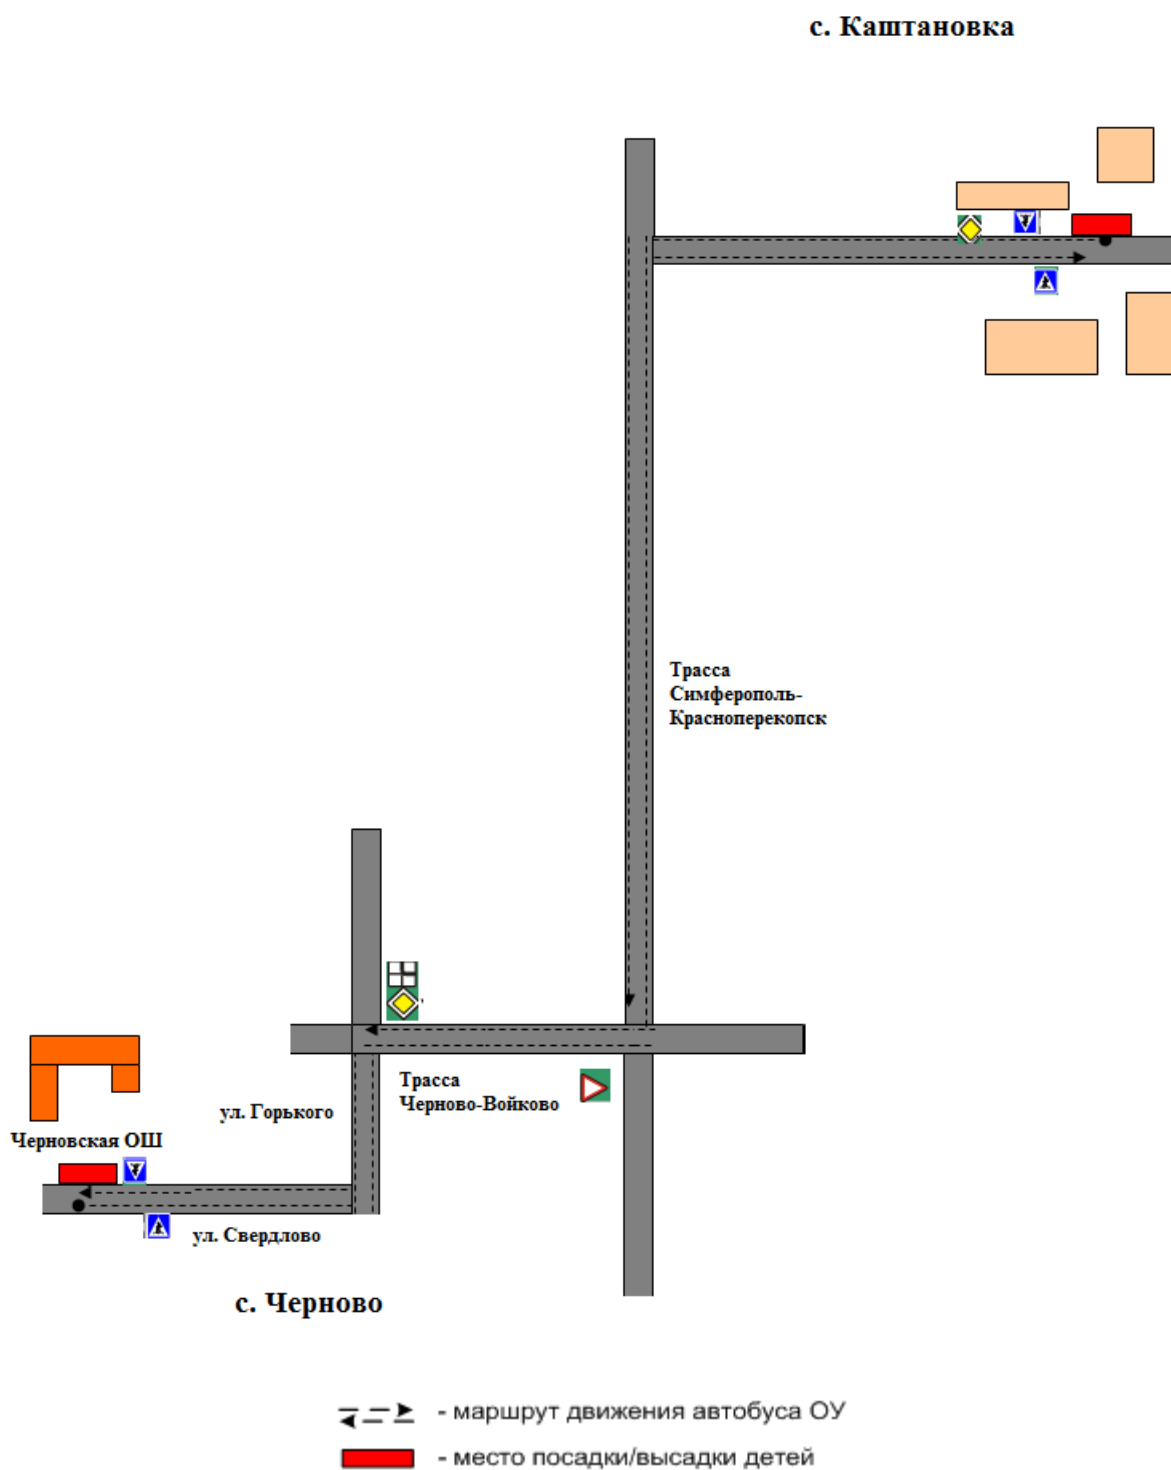 с. Каштановка
Трасса
Симферополь-
Красноперекопск
Трасса
Черново-Войково
ул. Горького
Черновская ОШ
ул. Свердлово
с. Черново
- маршрут движения автобуса ОУ
- место посадки/высадки детей